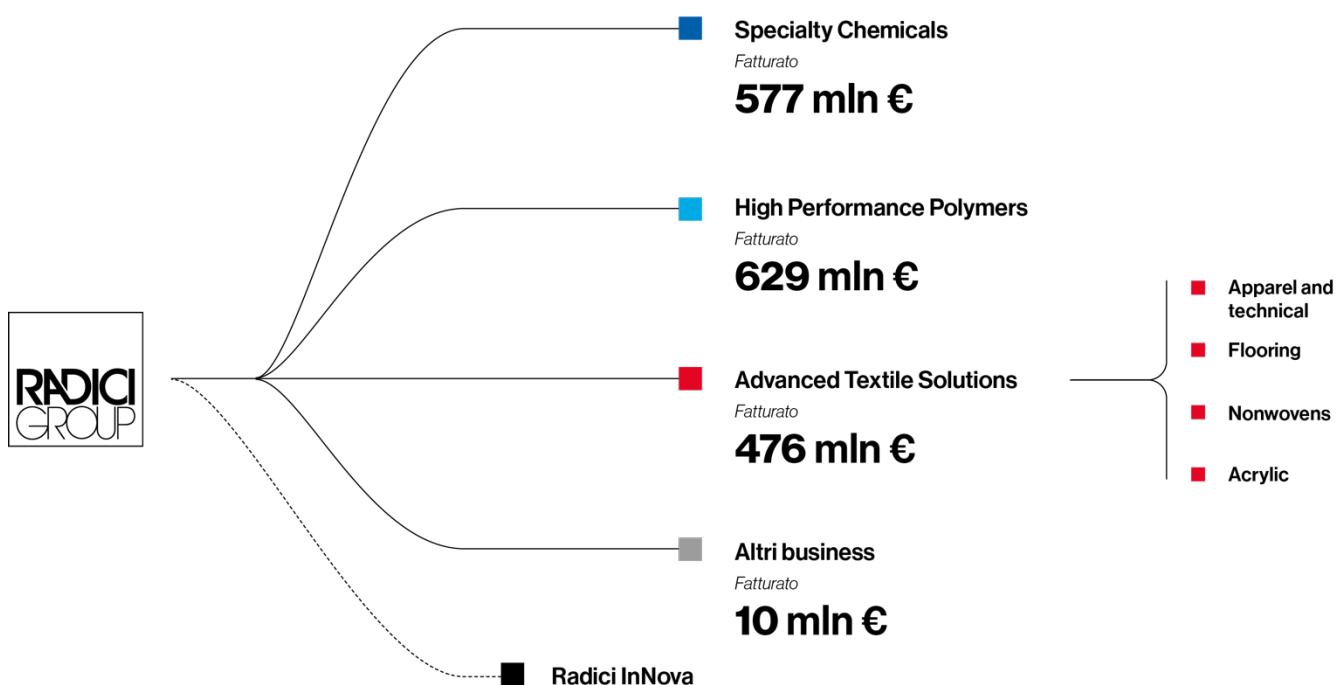 Specialty Chemicals
Fatturato
577 mln €
High Performance Polymers
Fatturato
629 mln €
RADICI
GROUP
Advanced Textile Solutions
Fatturato
476 mln €
Apparel and
technical
Flooring
Nonwovens
Acrylic
Altri business
Fatturato
10 mln €
Radici InNova